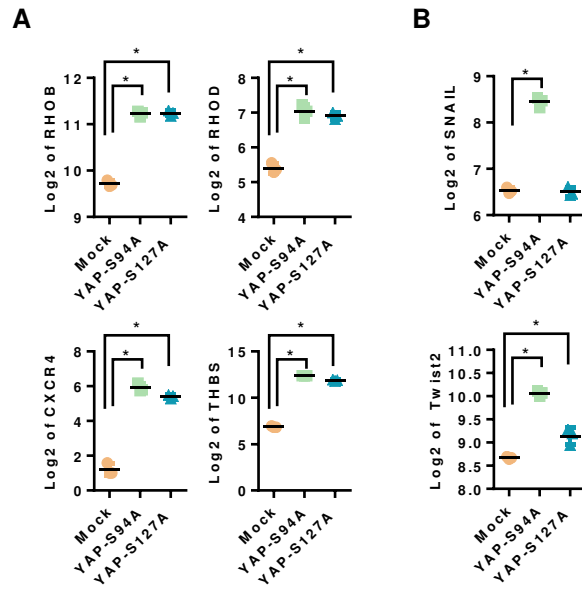 A
B
*
*
Log2 of RHOB
12
11
10
9
Mock
YAP-S94A
YAP-S127A
*
*
Log2 of RHOD
8
7
6
5
4
Mock
YAP-S94A
YAP-S127A
*
Log2 of SNAIL
9
8
7
6
Mock
YAP-S94A
YAP-S127A
*
*
Log2 of CXCR4
8
6
4
2
0
Mock
YAP-S94A
YAP-S127A
*
*
Log2 of THBS
15
10
5
0
Mock
YAP-S94A
YAP-S127A
*
*
Log2 of Twist2
11.0
10.0
9.0
8.5
8.0
Mock
YAP-S94A
YAP-S127A